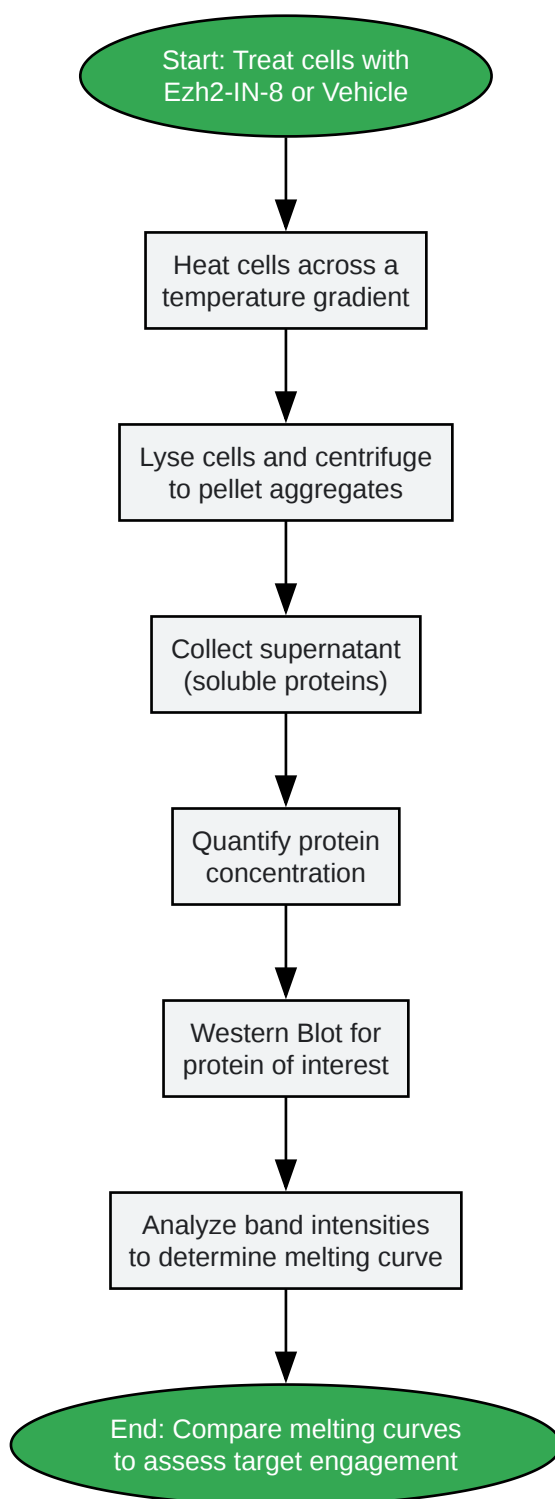 Start: Treat cells with
Ezh2-IN-8 or Vehicle
Heat cells across a
temperature gradient
Lyse cells and centrifuge
to pellet aggregates
Collect supernatant
(soluble proteins)
Quantify protein
concentration
Western Blot for
protein of interest
Analyze band intensities
to determine melting curve
End: Compare melting curves
to assess target engagement